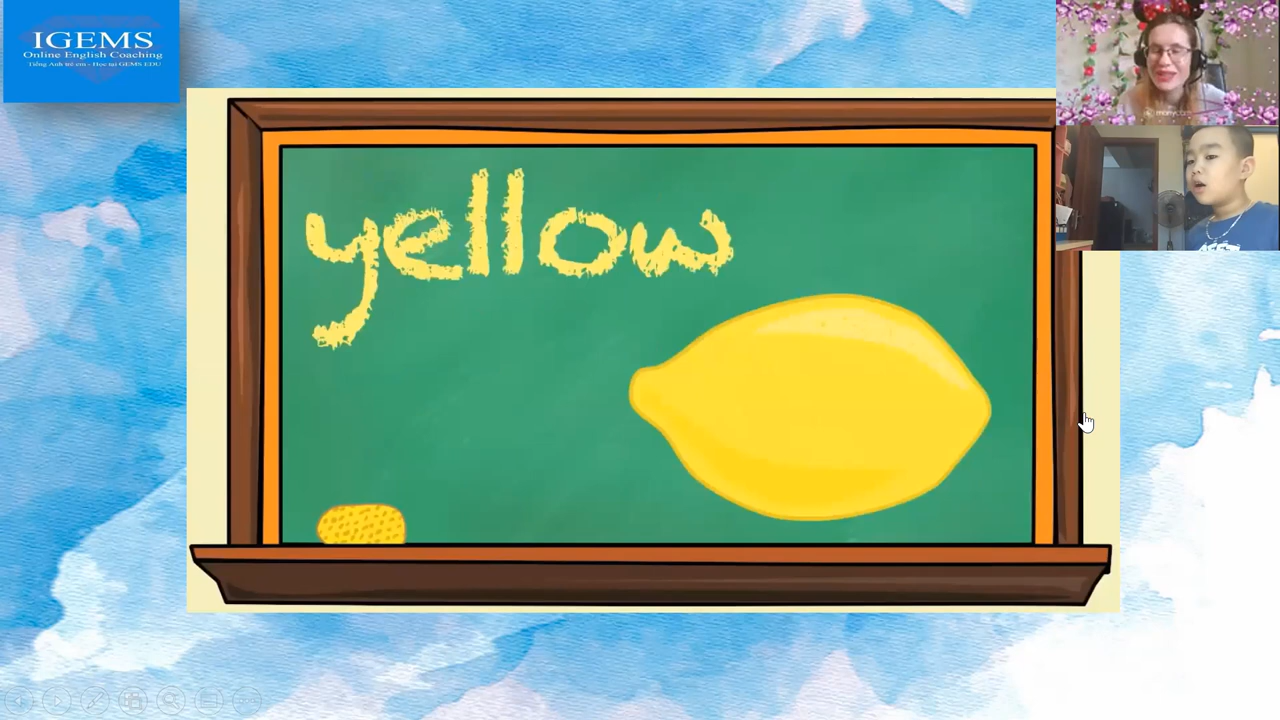 IGEMS
Online English Coaching
Tiếng Anh trẻ em - Học tại GEMS EDU
yellow